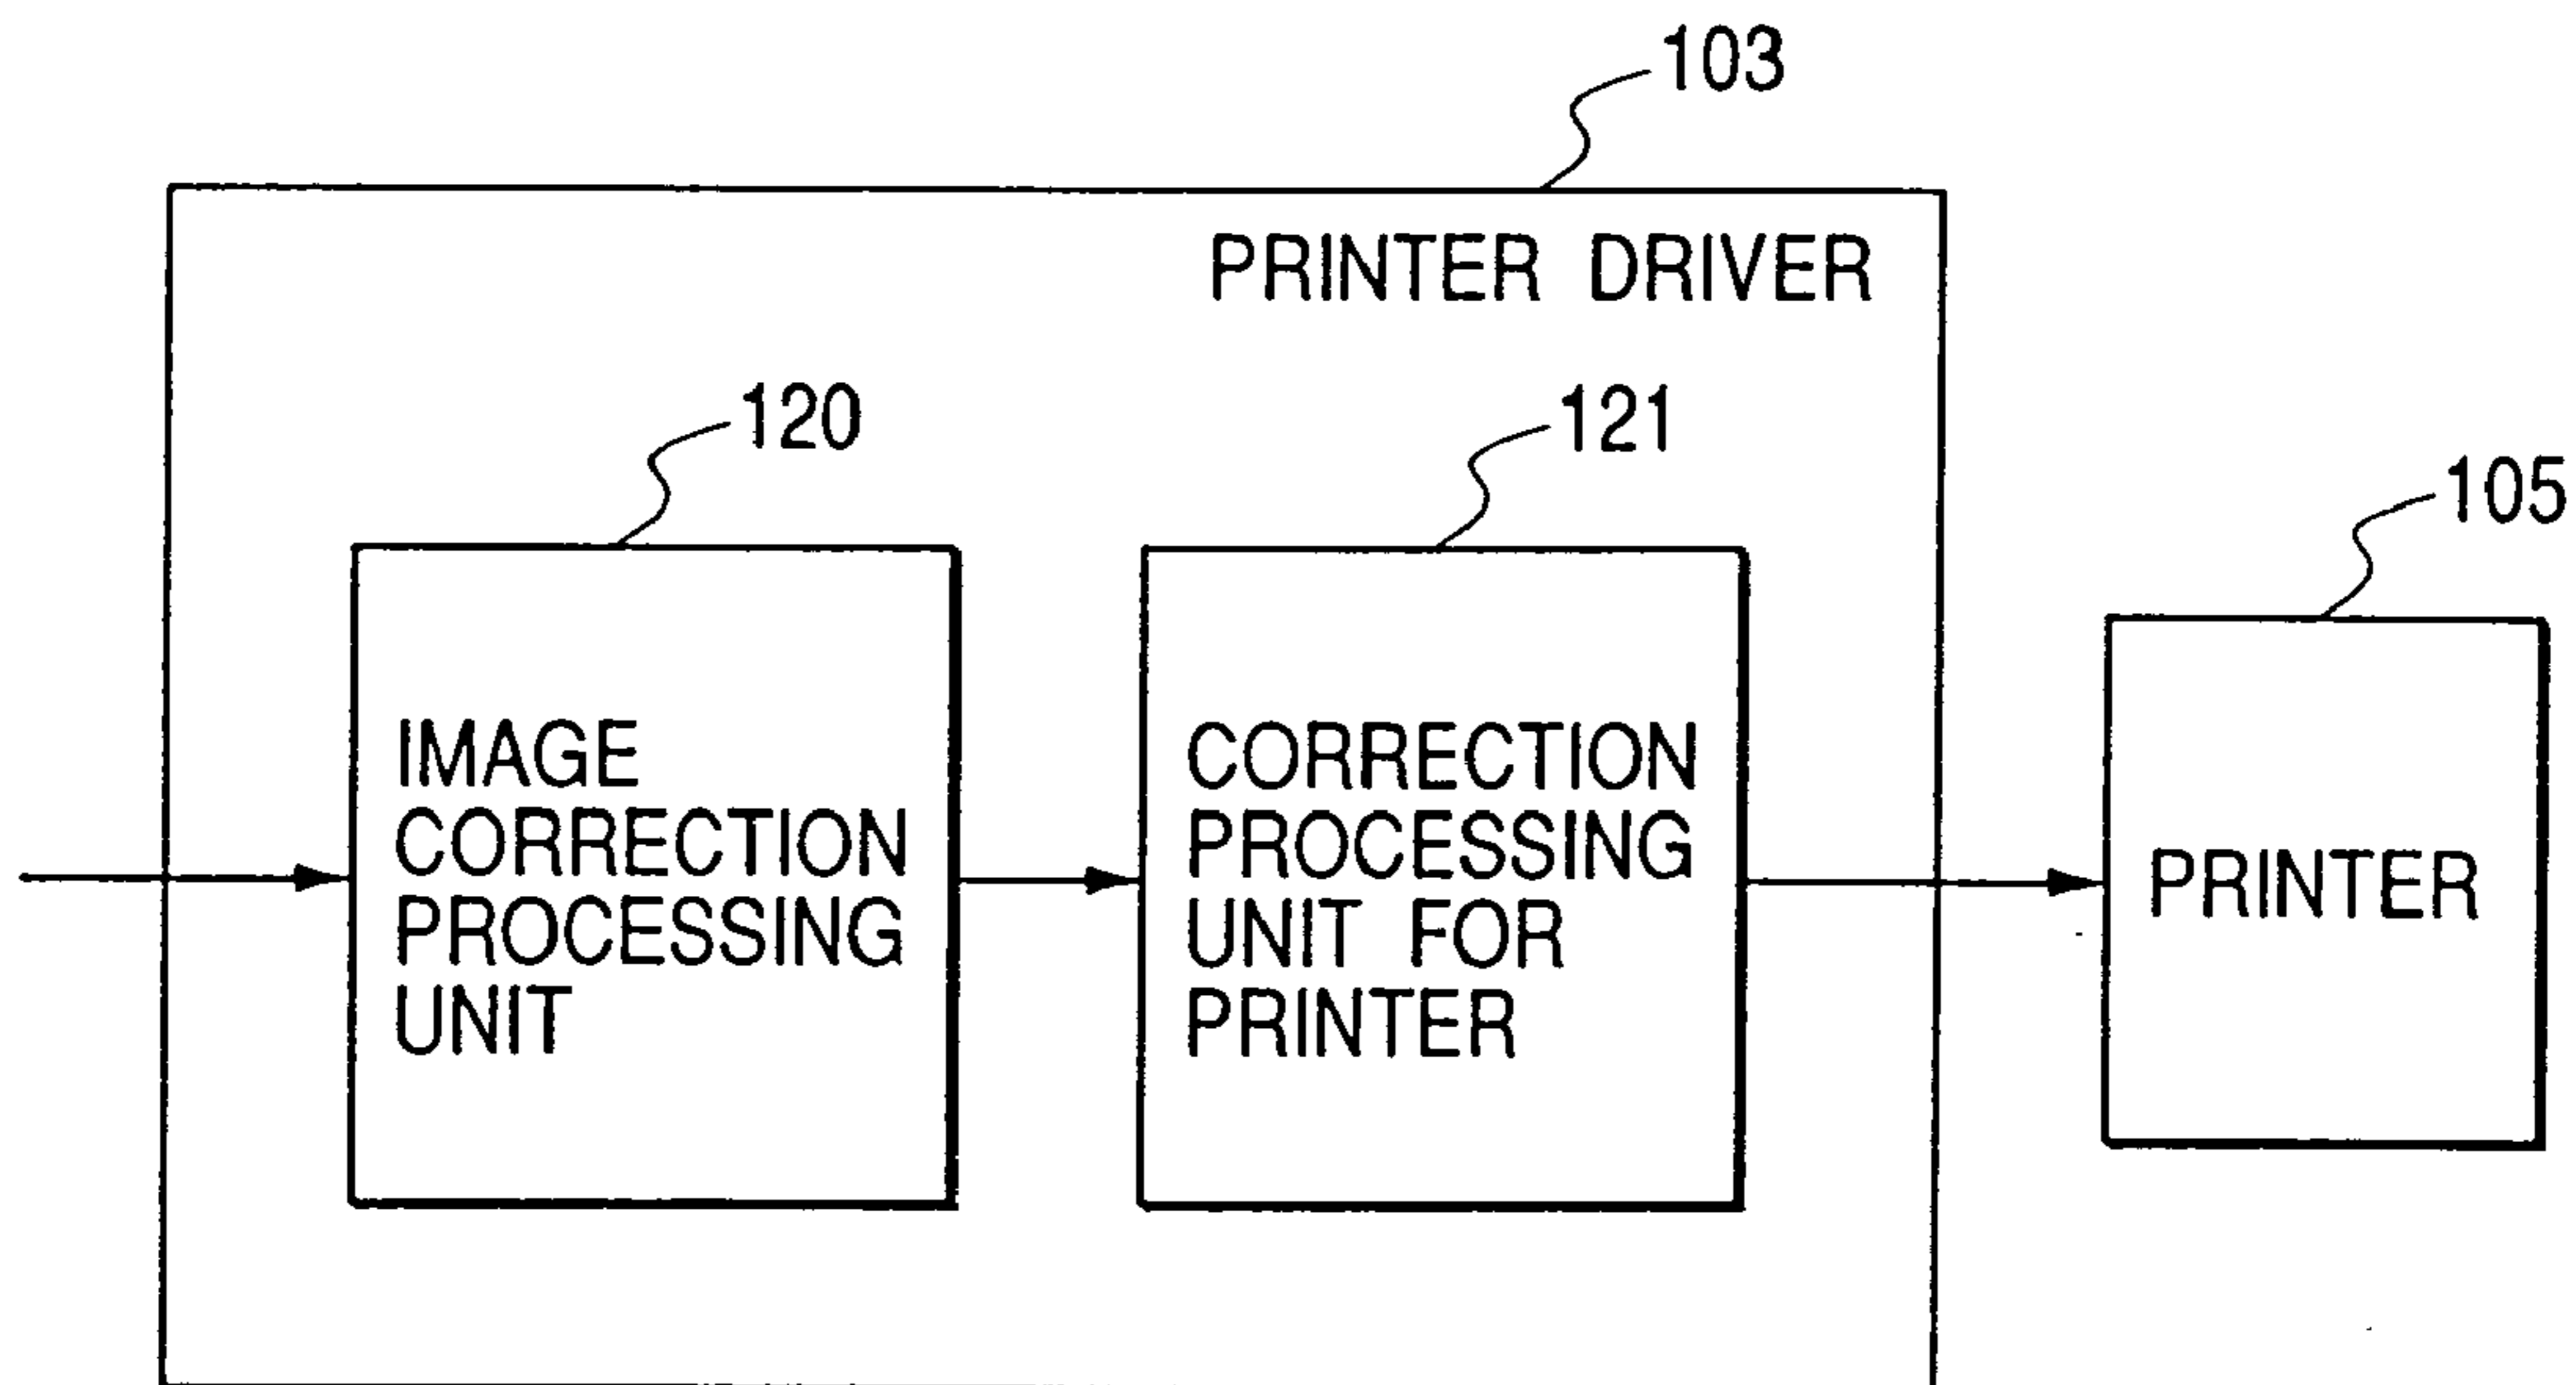 103
PRINTER DRIVER
120
121
105
IMAGE
CORRECTION
PROCESSING
UNIT
CORRECTION
PROCESSING
UNIT FOR
PRINTER
PRINTER